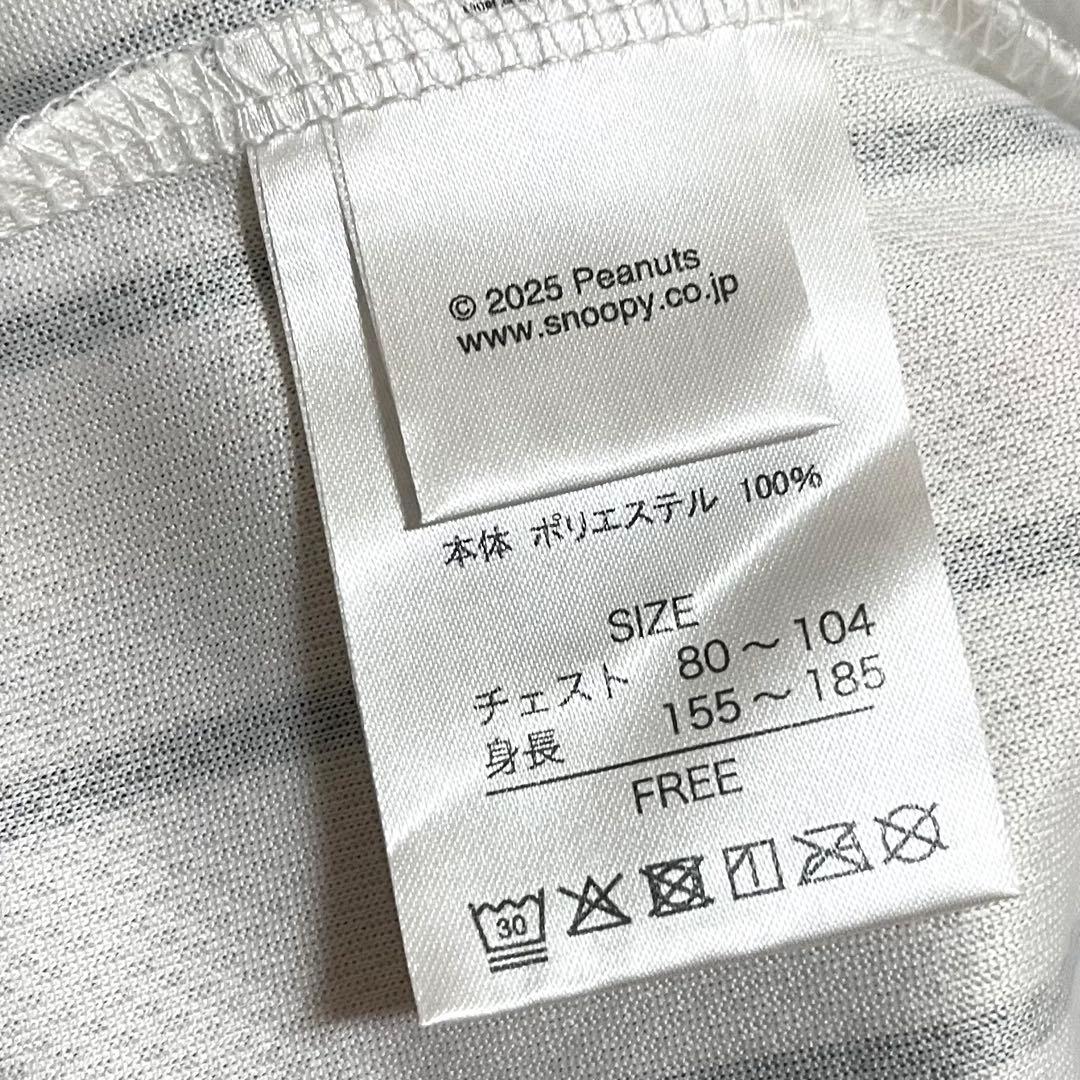 © 2025 Peanuts
www.snoopy.co.jp
本体 ポリエステル 100%
SIZE
チェスト 80～104
身長 155～185
FREE
30